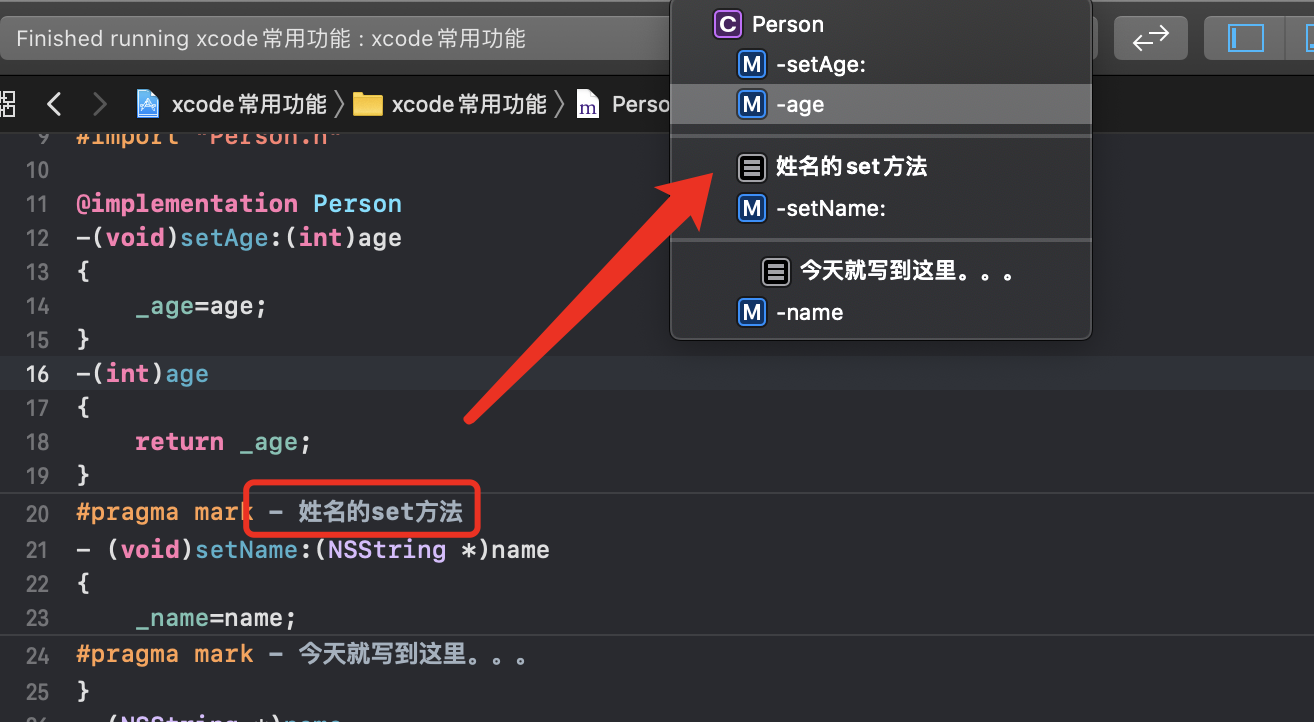 Finished running xcode常用功能 : xcode常用功能
xcode常用功能 〉 xcode常用功能 〉 m Perso
C Person
M -setAge:
M -age
姓名的set方法
M -setName:
今天就写到这里。。。
M -name
9 #import "Person.h"
10
11 @implementation Person
12 -(void)setAge:(int)age
13 {
14 _age=age;
15 }
16 -(int)age
17 {
18 return _age;
19 }
20 #pragma mark - 姓名的set方法
21 - (void)setName:(NSString *)name
22 {
23 _name=name;
24 #pragma mark - 今天就写到这里。。。
25 }
26 - (NSString *)name